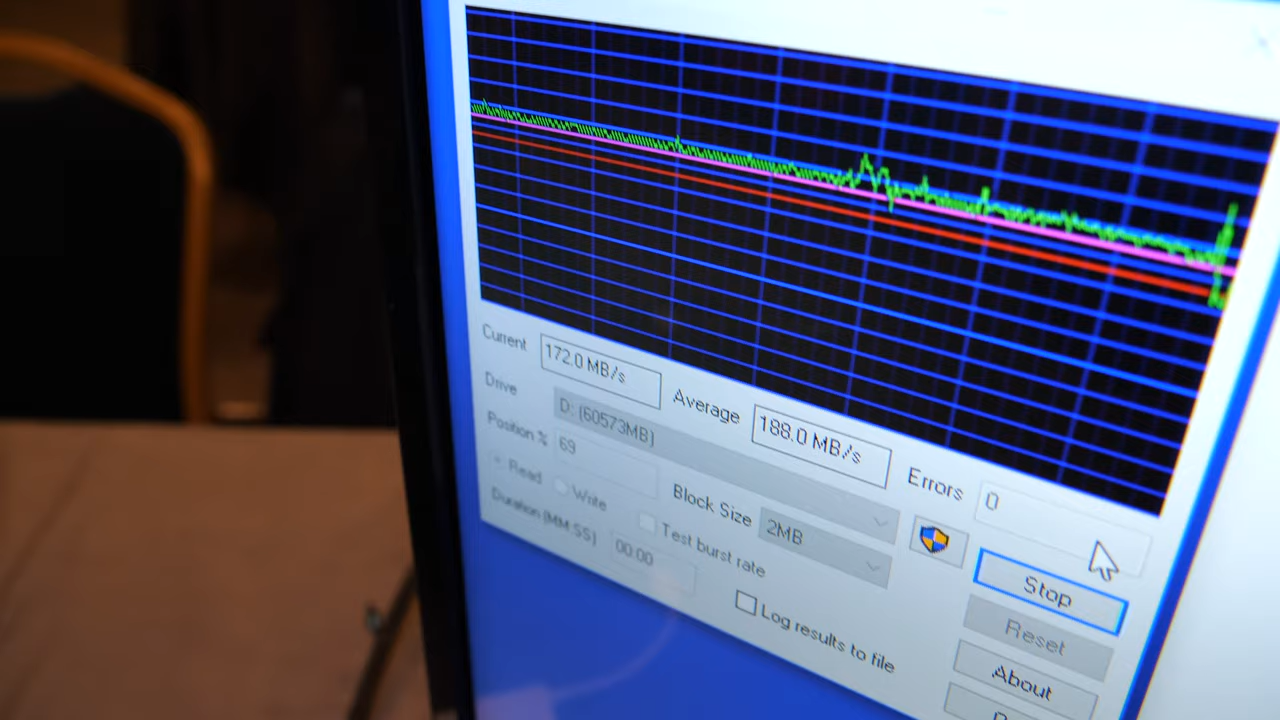 Current 172.0 MB/s Average 188.0 MB/s Errors 0
Drive D: (60573MB)
Position % 69
Read Write Block Size 2MB
Duration (MM:SS) 00:00 Test burst rate
Log results to file
Stop
Reset
About